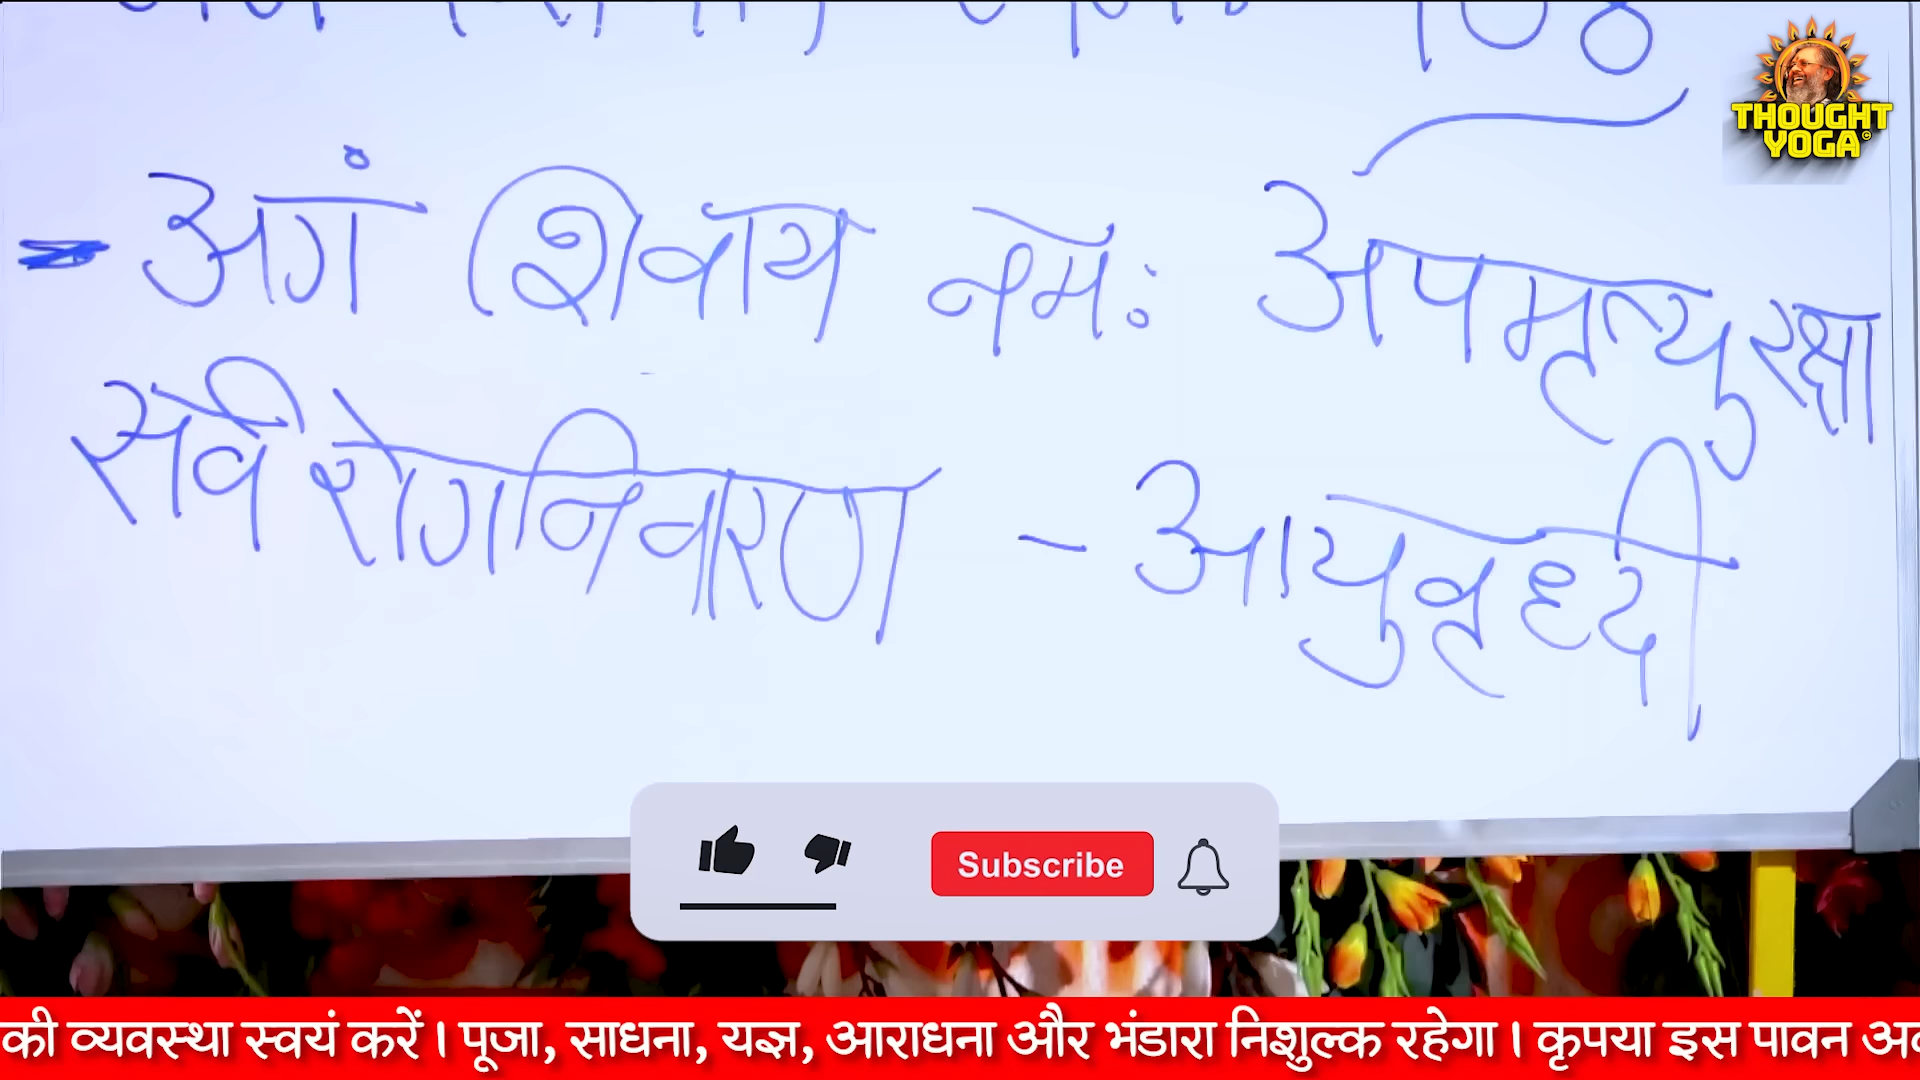 THOUGHT
YOGA
- अगं शिवाय नमः अपमृत्यु रक्षा
सर्व रोग निवारण - आयुवृध्दी
Subscribe
की व्यवस्था स्वयं करें । पूजा, साधना, यज्ञ, आराधना और भंडारा निशुल्क रहेगा । कृपया इस पावन